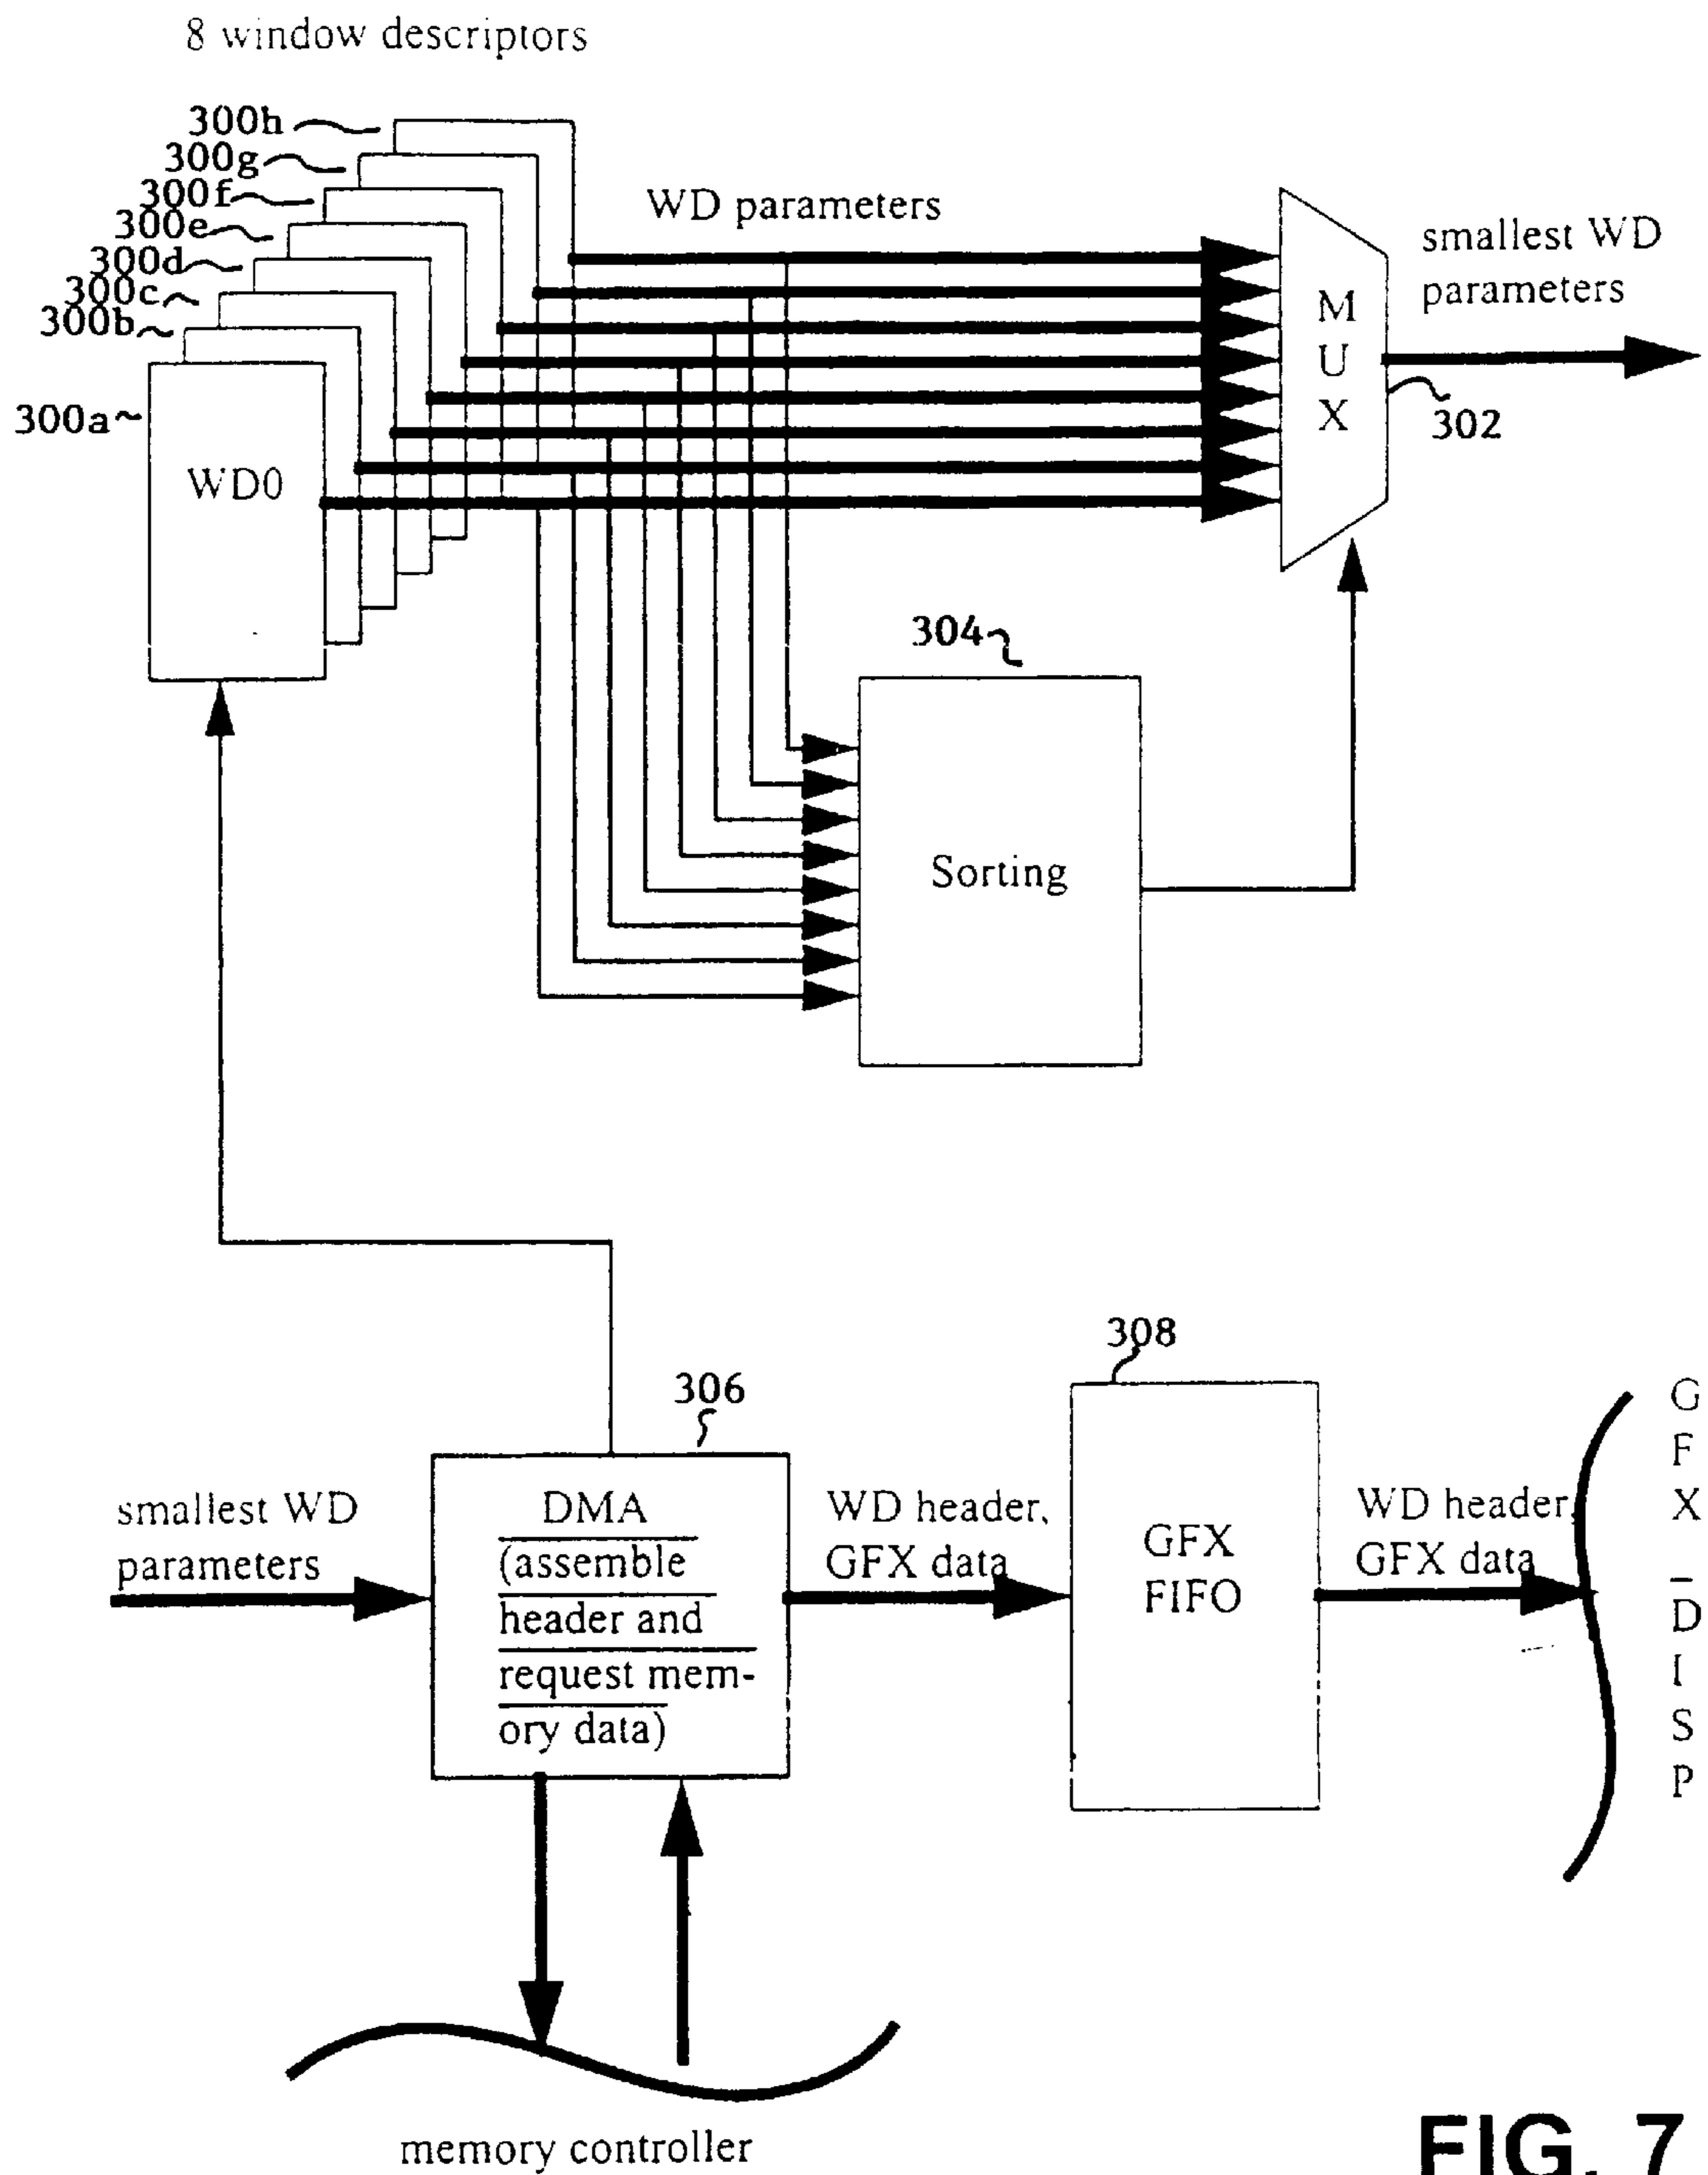 8 window descriptors
300h
300g
300f
300e
300d
300c
300b
300a
WD0
WD parameters
M
U
X
smallest WD
parameters
302
304
Sorting
306
308
smallest WD
parameters
DMA
(assemble
header and
request mem-
ory data)
WD header,
GFX data
GFX
FIFO
WD header,
GFX data
G
F
X
_
D
I
S
P
memory controller
FIG. 7